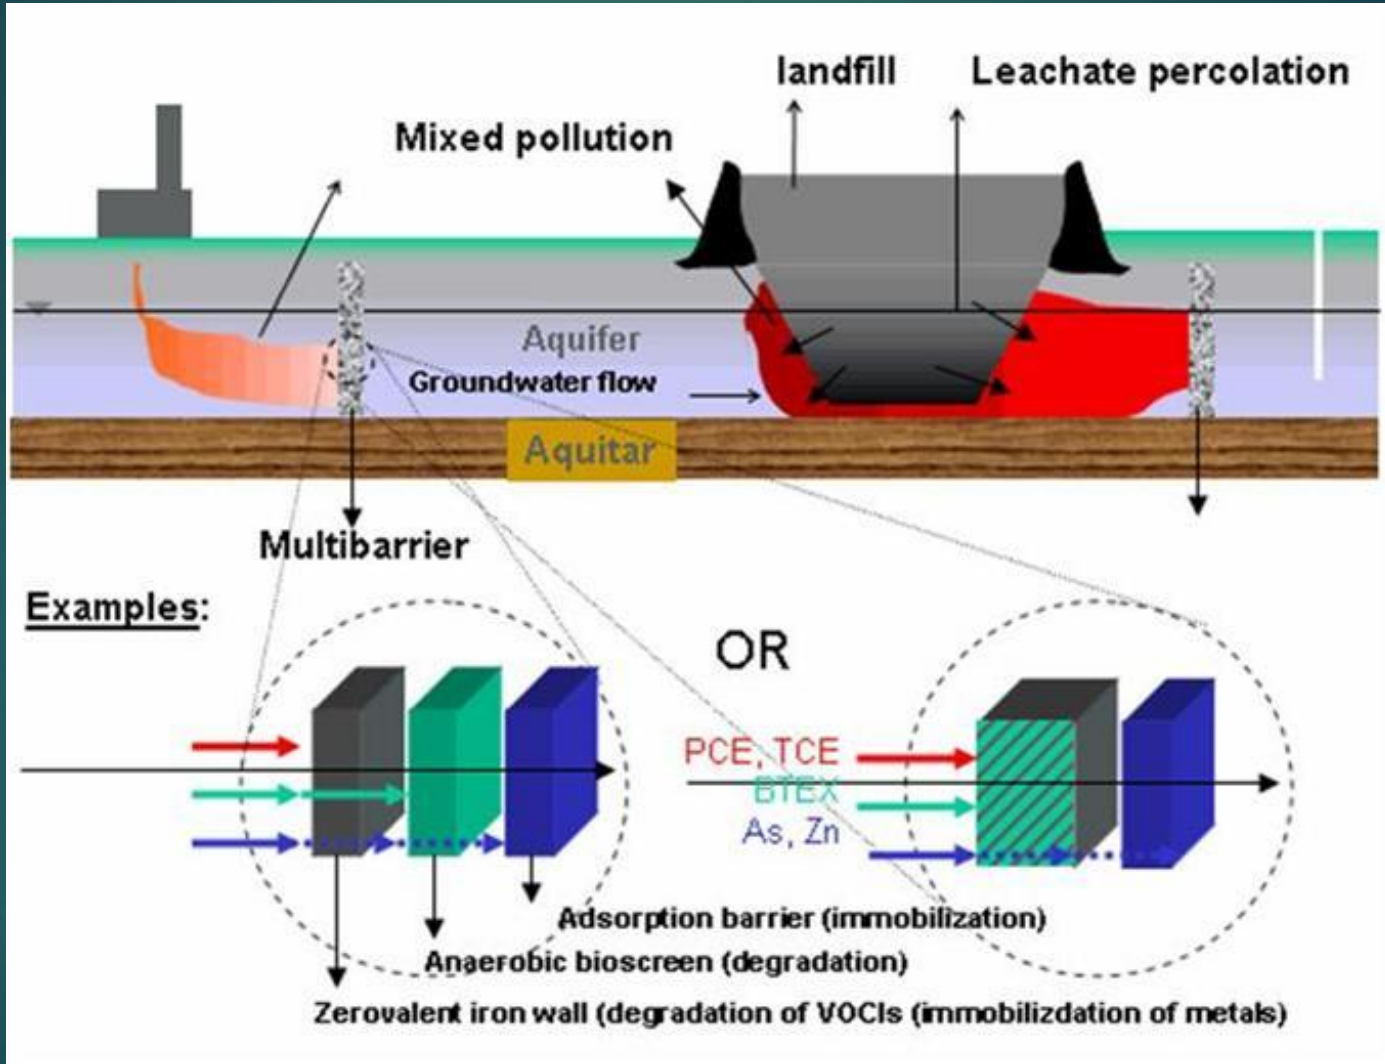 landfill
Leachate percolation
Mixed pollution
Aquifer
Groundwater flow
Aquitar
Multibarrier
Examples:
OR
PCE, TCE
BTEX
As, Zn
Adsorption barrier (immobilization)
Anaerobic bioscreen (degradation)
Zerovalent iron wall (degradation of VOCls (immobilizdation of metals)